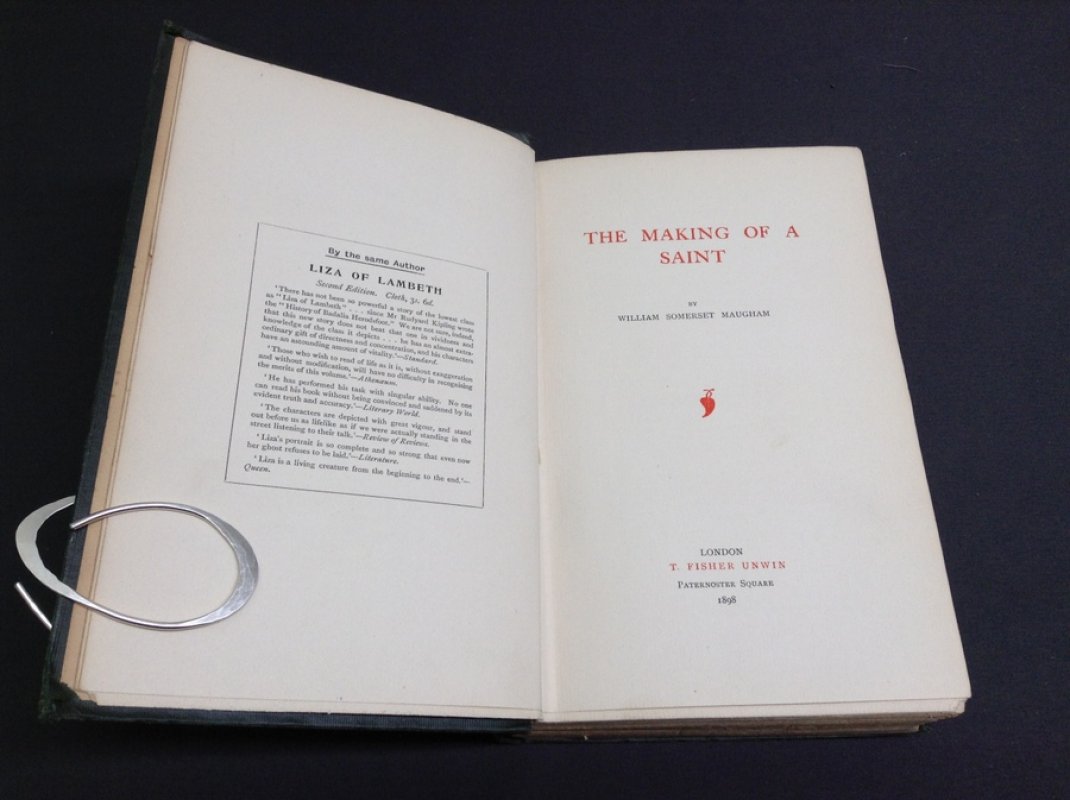 By the same Author
LIZA OF LAMBETH
Second Edition. Cloth, 3s. 6d.
'There has not been so powerful a story of the lowest class
as "Liza of Lambeth" . . . since Mr Rudyard Kipling wrote
the "History of Badalia Herodsfoot." We are not sure, indeed,
that this new story does not beat that one in vividness and
knowledge of the class it depicts . . . he has an almost extra-
ordinary gift of directness and concentration, and his characters
have an astounding amount of vitality.'—Standard.
'Those who wish to read of life as it is, without exaggeration
and without modification, will have no difficulty in recognising
the merits of this volume.'—Athenæum.
'He has performed his task with singular ability. No one
can read his book without being convinced and saddened by its
evident truth and accuracy.'—Literary World.
'The characters are depicted with great vigour, and stand
out before us as lifelike as if we were actually standing in the
street listening to their talk.'—Review of Reviews.
'Liza's portrait is so complete and so strong that even now
her ghost refuses to be laid.'—Literature.
'Liza is a living creature from the beginning to the end.'—
Queen.
THE MAKING OF A
SAINT
BY
WILLIAM SOMERSET MAUGHAM
LONDON
T. FISHER UNWIN
PATERNOSTER SQUARE
1898